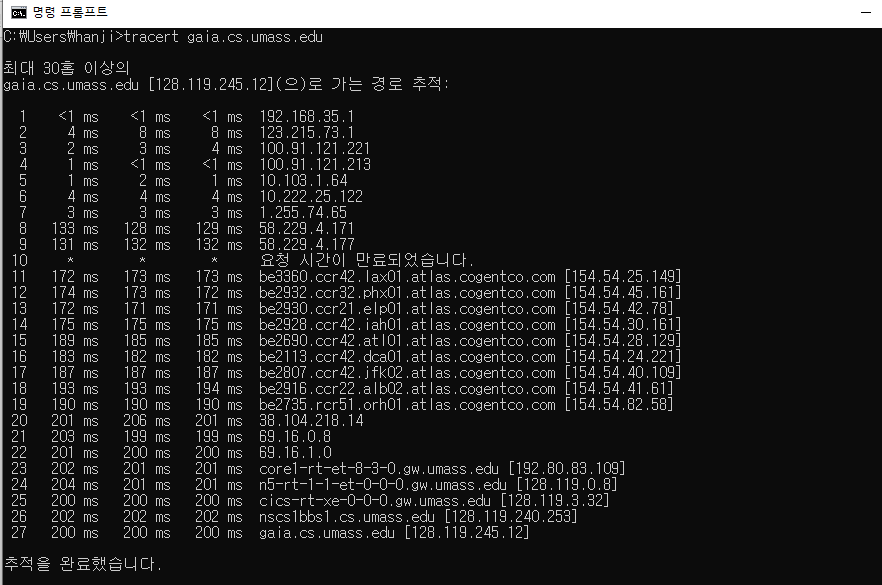 명령 프롬프트
C:\Users\hanji>tracert gaia.cs.umass.edu
최대 30홉 이상의
gaia.cs.umass.edu [128.119.245.12](으)로 가는 경로 추적:
1 <1 ms <1 ms <1 ms 192.168.35.1
2 4 ms 8 ms 8 ms 123.215.73.1
3 2 ms 3 ms 4 ms 100.91.121.221
4 1 ms <1 ms <1 ms 100.91.121.213
5 1 ms 2 ms 1 ms 10.103.1.64
6 4 ms 4 ms 4 ms 10.222.25.122
7 3 ms 3 ms 3 ms 1.255.74.65
8 133 ms 128 ms 129 ms 58.229.4.171
9 131 ms 132 ms 132 ms 58.229.4.177
10 * * * 요청 시간이 만료되었습니다.
11 172 ms 173 ms 173 ms be3360.ccr42.lax01.atlas.cogentco.com [154.54.25.149]
12 174 ms 173 ms 172 ms be2932.ccr32.phx01.atlas.cogentco.com [154.54.45.161]
13 172 ms 171 ms 171 ms be2930.ccr21.elp01.atlas.cogentco.com [154.54.42.78]
14 175 ms 175 ms 175 ms be2928.ccr42.iah01.atlas.cogentco.com [154.54.30.161]
15 189 ms 185 ms 185 ms be2690.ccr42.atl01.atlas.cogentco.com [154.54.28.129]
16 183 ms 182 ms 182 ms be2113.ccr42.dca01.atlas.cogentco.com [154.54.24.221]
17 187 ms 187 ms 187 ms be2807.ccr42.jfk02.atlas.cogentco.com [154.54.40.109]
18 193 ms 193 ms 194 ms be2916.ccr22.alb02.atlas.cogentco.com [154.54.41.61]
19 190 ms 190 ms 190 ms be2735.rcr51.orh01.atlas.cogentco.com [154.54.82.58]
20 201 ms 206 ms 201 ms 38.104.218.14
21 203 ms 199 ms 199 ms 69.16.0.8
22 201 ms 200 ms 200 ms 69.16.1.0
23 202 ms 201 ms 201 ms core1-rt-et-8-3-0.gw.umass.edu [192.80.83.109]
24 204 ms 201 ms 201 ms n5-rt-1-1-et-0-0-0.gw.umass.edu [128.119.0.8]
25 200 ms 200 ms 200 ms cics-rt-xe-0-0-0.gw.umass.edu [128.119.3.32]
26 202 ms 202 ms 202 ms nscs1bbs1.cs.umass.edu [128.119.240.253]
27 200 ms 200 ms 200 ms gaia.cs.umass.edu [128.119.245.12]
추적을 완료했습니다.